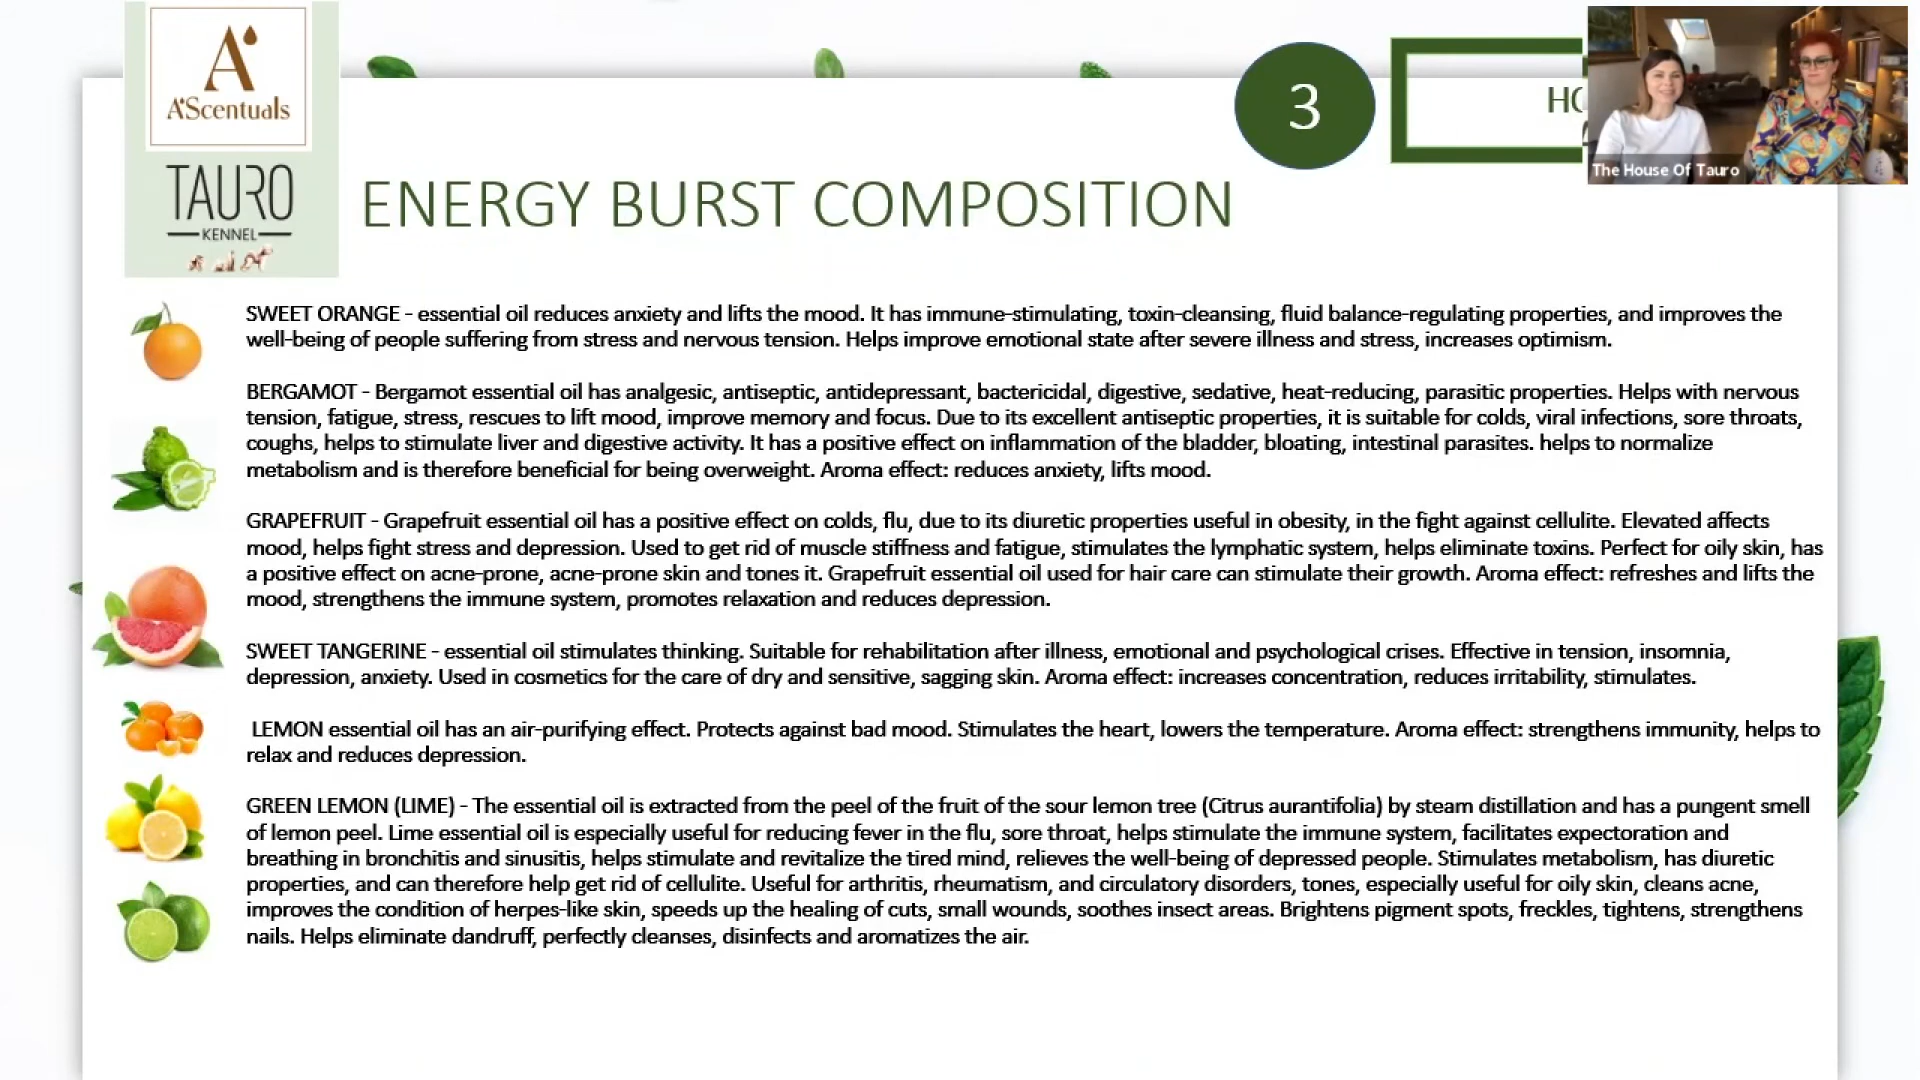 A
A'Scentuals
TAURO
KENNEL
3
The House Of Tauro
ENERGY BURST COMPOSITION
SWEET ORANGE - essential oil reduces anxiety and lifts the mood. It has immune-stimulating, toxin-cleansing, fluid balance-regulating properties, and improves the
well-being of people suffering from stress and nervous tension. Helps improve emotional state after severe illness and stress, increases optimism.
BERGAMOT - Bergamot essential oil has analgesic, antiseptic, antidepressant, bactericidal, digestive, sedative, heat-reducing, parasitic properties. Helps with nervous
tension, fatigue, stress, rescues to lift mood, improve memory and focus. Due to its excellent antiseptic properties, it is suitable for colds, viral infections, sore throats,
coughs, helps to stimulate liver and digestive activity. It has a positive effect on inflammation of the bladder, bloating, intestinal parasites. helps to normalize
metabolism and is therefore beneficial for being overweight. Aroma effect: reduces anxiety, lifts mood.
GRAPEFRUIT - Grapefruit essential oil has a positive effect on colds, flu, due to its diuretic properties useful in obesity, in the fight against cellulite. Elevated affects
mood, helps fight stress and depression. Used to get rid of muscle stiffness and fatigue, stimulates the lymphatic system, helps eliminate toxins. Perfect for oily skin, has
a positive effect on acne-prone, acne-prone skin and tones it. Grapefruit essential oil used for hair care can stimulate their growth. Aroma effect: refreshes and lifts the
mood, strengthens the immune system, promotes relaxation and reduces depression.
SWEET TANGERINE - essential oil stimulates thinking. Suitable for rehabilitation after illness, emotional and psychological crises. Effective in tension, insomnia,
depression, anxiety. Used in cosmetics for the care of dry and sensitive, sagging skin. Aroma effect: increases concentration, reduces irritability, stimulates.
LEMON essential oil has an air-purifying effect. Protects against bad mood. Stimulates the heart, lowers the temperature. Aroma effect: strengthens immunity, helps to
relax and reduces depression.
GREEN LEMON (LIME) - The essential oil is extracted from the peel of the fruit of the sour lemon tree (Citrus aurantifolia) by steam distillation and has a pungent smell
of lemon peel. Lime essential oil is especially useful for reducing fever in the flu, sore throat, helps stimulate the immune system, facilitates expectoration and
breathing in bronchitis and sinusitis, helps stimulate and revitalize the tired mind, relieves the well-being of depressed people. Stimulates metabolism, has diuretic
properties, and can therefore help get rid of cellulite. Useful for arthritis, rheumatism, and circulatory disorders, tones, especially useful for oily skin, cleans acne,
improves the condition of herpes-like skin, speeds up the healing of cuts, small wounds, soothes insect areas. Brightens pigment spots, freckles, tightens, strengthens
nails. Helps eliminate dandruff, perfectly cleanses, disinfects and aromatizes the air.